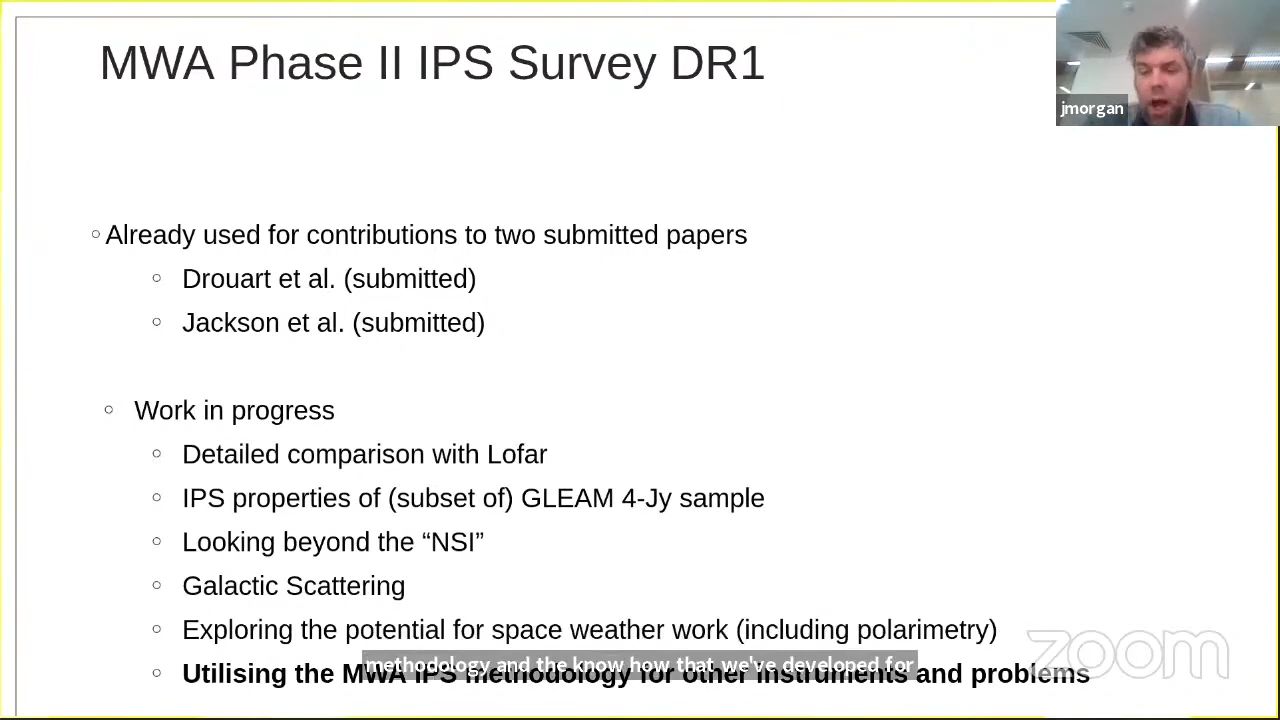 MWA Phase II IPS Survey DR1
jmorgan
Already used for contributions to two submitted papers
Drouart et al. (submitted)
Jackson et al. (submitted)
Work in progress
Detailed comparison with Lofar
IPS properties of (subset of) GLEAM 4-Jy sample
Looking beyond the “NSI”
Galactic Scattering
Exploring the potential for space weather work (including polarimetry)
methodology and the know how that we've developed for
Utilising the MWA IPS methodology for other instruments and problems
zoom